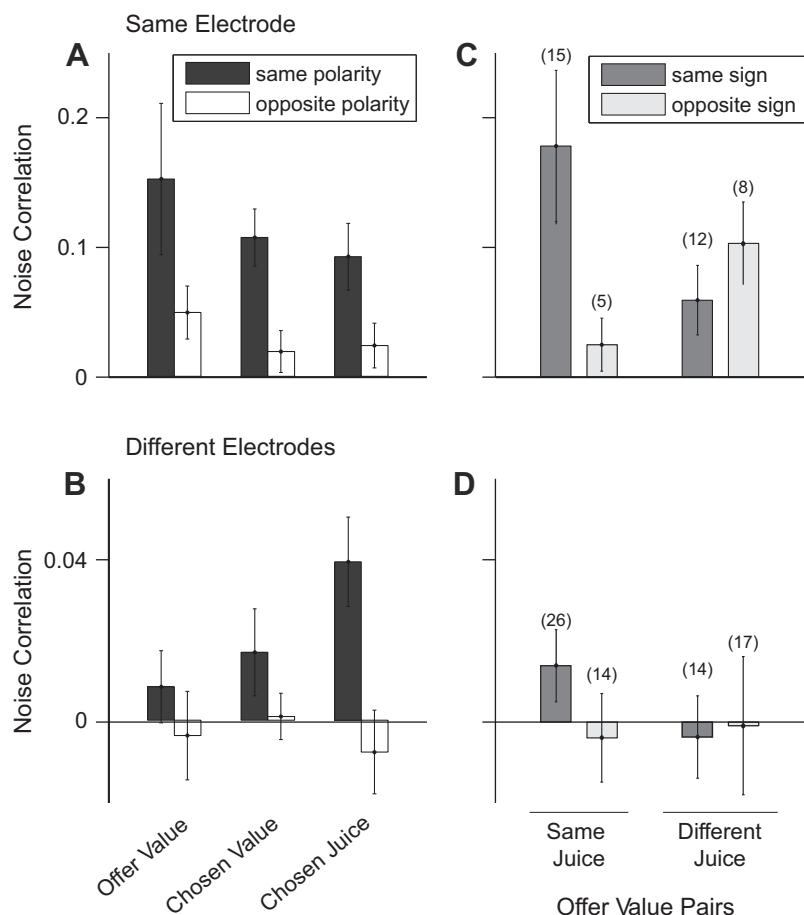 Same Electrode
A
same polarity
opposite polarity
0.2
0.1
0
Noise Correlation
C
same sign
opposite sign
(15)
(5)
(12)
(8)
Different Electrodes
B
0.04
0
Noise Correlation
Offer Value
Chosen Value
Chosen Juice
D
(26)
(14)
(14)
(17)
Same
Juice
Different
Juice
Offer Value Pairs